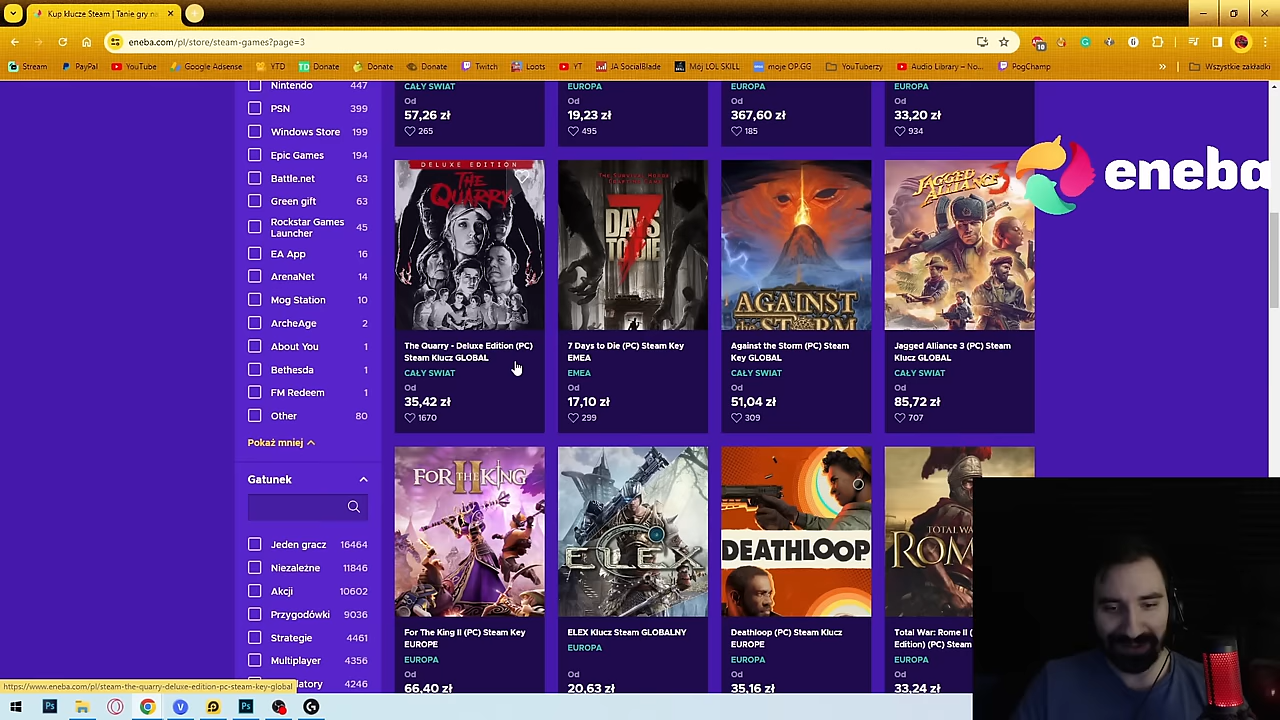 Kup klucze Steam | Tanie gry na
eneba.com/pl/store/steam-games?page=3
10
Stream
PayPal
YouTube
Google Adsense
YTD
Donate
Donate
Donate
Twitch
Loots
YT
JA SocialBlade
Mój LOL SKILL
moje OP.GG
YouTuberzy
Audio Library – No...
PogChamp
»
Wszystkie zakładki
Nintendo 447
PSN 399
Windows Store 199
Epic Games 194
Battle.net 63
Green gift 63
Rockstar Games
Launcher 45
EA App 16
ArenaNet 14
Mog Station 10
ArcheAge 2
About You 1
Bethesda 1
FM Redeem 1
Other 80
Pokaż mniej
Gatunek
Jeden gracz 16464
Niezależne 11846
Akcji 10602
Przygodówki 9036
Strategie 4461
Multiplayer 4356
4246
CAŁY ŚWIAT
Od
57,26 zł
265
EUROPA
Od
19,23 zł
495
EUROPA
Od
367,60 zł
185
EUROPA
Od
33,20 zł
934
eneba
DELUXE EDITION
THE QUARRY
The Quarry - Deluxe Edition (PC)
Steam Klucz GLOBAL
CAŁY ŚWIAT
Od
35,42 zł
1670
7 DAYS TO DIE
7 Days to Die (PC) Steam Key
EMEA
EMEA
Od
17,10 zł
299
AGAINST
the STORM
Against the Storm (PC) Steam
Key GLOBAL
CAŁY ŚWIAT
Od
51,04 zł
309
JAGGED ALLIANCE 3
Jagged Alliance 3 (PC) Steam
Klucz GLOBAL
CAŁY ŚWIAT
Od
85,72 zł
707
FOR THE KING
II
For The King II (PC) Steam Key
EUROPE
EUROPA
Od
66,40 zł
ELEX
ELEX Klucz Steam GLOBALNY
EUROPA
Od
20,63 zł
DEATHLOOP
Deathloop (PC) Steam Klucz
EUROPE
EUROPA
Od
35,16 zł
TOTAL WAR
ROM
Total War: Rome II (
Edition) (PC) Steam
EUROPA
Od
33,24 zł
https://www.eneba.com/pl/steam-the-quarry-deluxe-edition-pc-steam-key-global